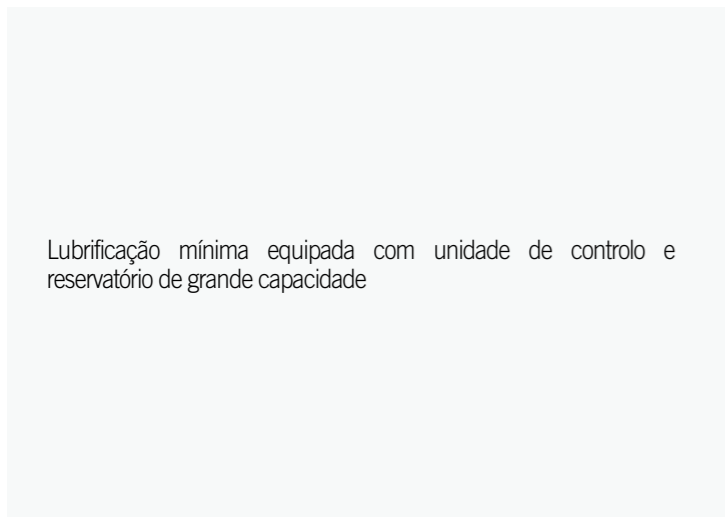 Lubrificação mínima equipada com unidade de controlo e
reservatório de grande capacidade